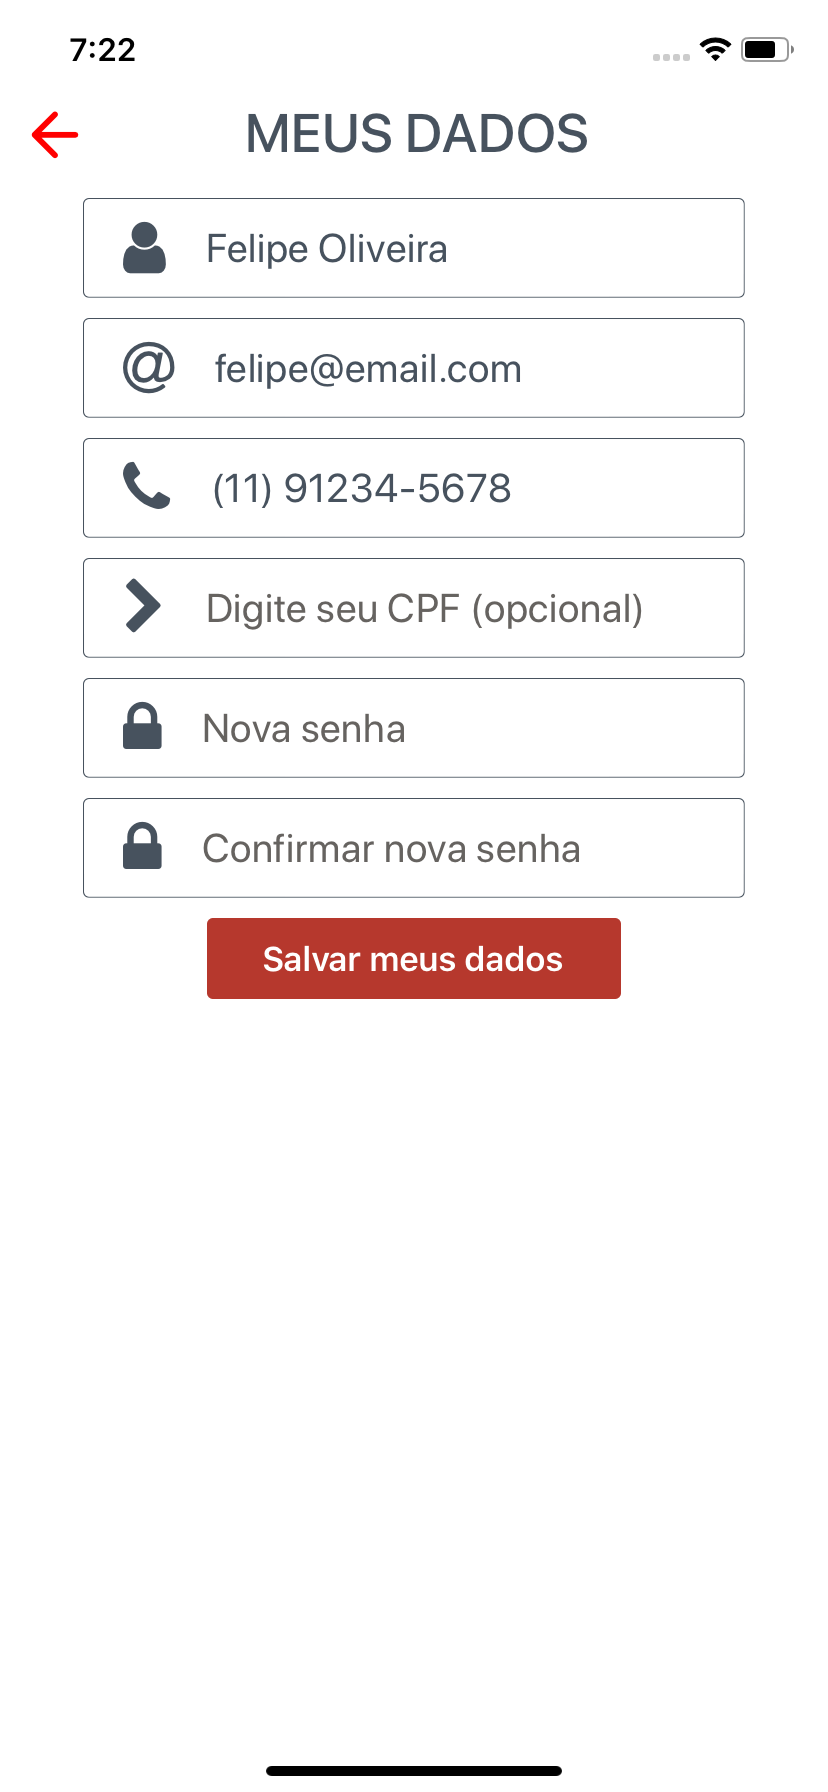 7:22
MEUS DADOS
Felipe Oliveira
felipe@email.com
(11) 91234-5678
Digite seu CPF (opcional)
Nova senha
Confirmar nova senha
Salvar meus dados